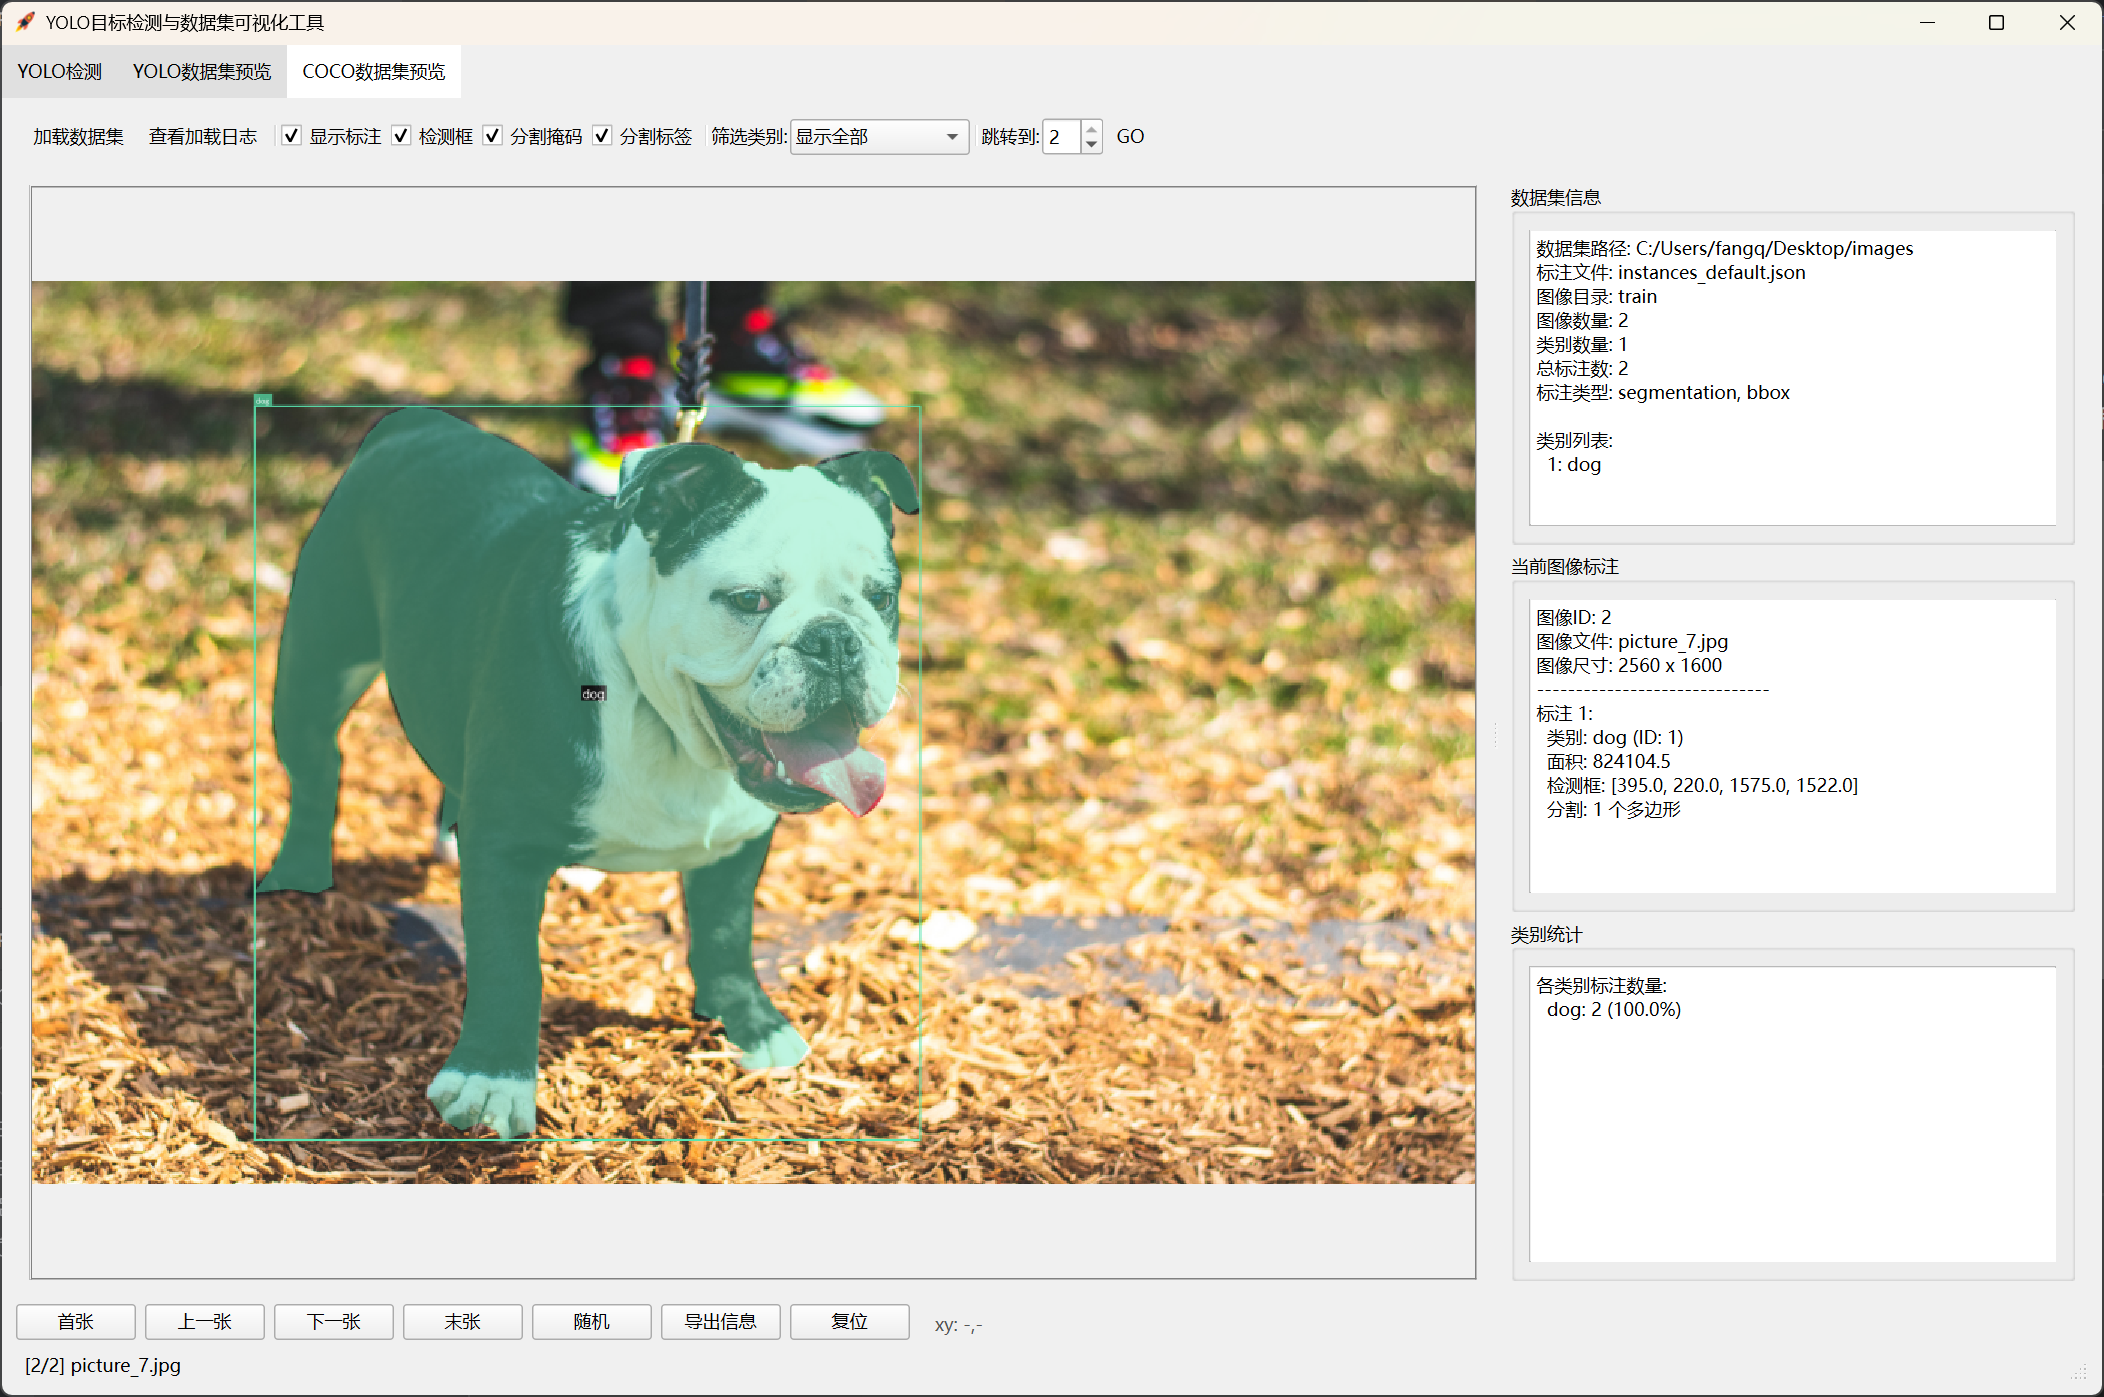 YOLO目标检测与数据集可视化工具
YOLO检测 YOLO数据集预览 COCO数据集预览
加载数据集 查看加载日志 显示标注 检测框 分割掩码 分割标签 筛选类别: 显示全部 跳转到: 2 GO
dog
dog
数据集信息
数据集路径: C:/Users/fangq/Desktop/images
标注文件: instances_default.json
图像目录: train
图像数量: 2
类别数量: 1
总标注数: 2
标注类型: segmentation, bbox
类别列表:
1: dog
当前图像标注
图像ID: 2
图像文件: picture_7.jpg
图像尺寸: 2560 x 1600
------------------------------
标注 1:
类别: dog (ID: 1)
面积: 824104.5
检测框: [395.0, 220.0, 1575.0, 1522.0]
分割: 1 个多边形
类别统计
各类别标注数量:
dog: 2 (100.0%)
首张 上一张 下一张 末张 随机 导出信息 复位 xy: -,-
[2/2] picture_7.jpg